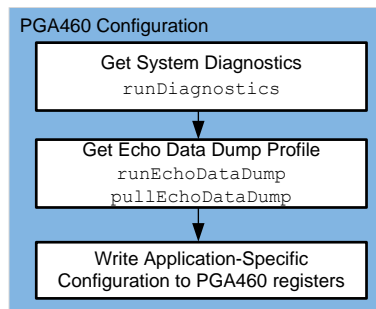 PGA460 Configuration
Get System Diagnostics
runDiagnostics
Get Echo Data Dump Profile
runEchoDataDump
pullEchoDataDump
Write Application-Specific
Configuration to PGA460 registers